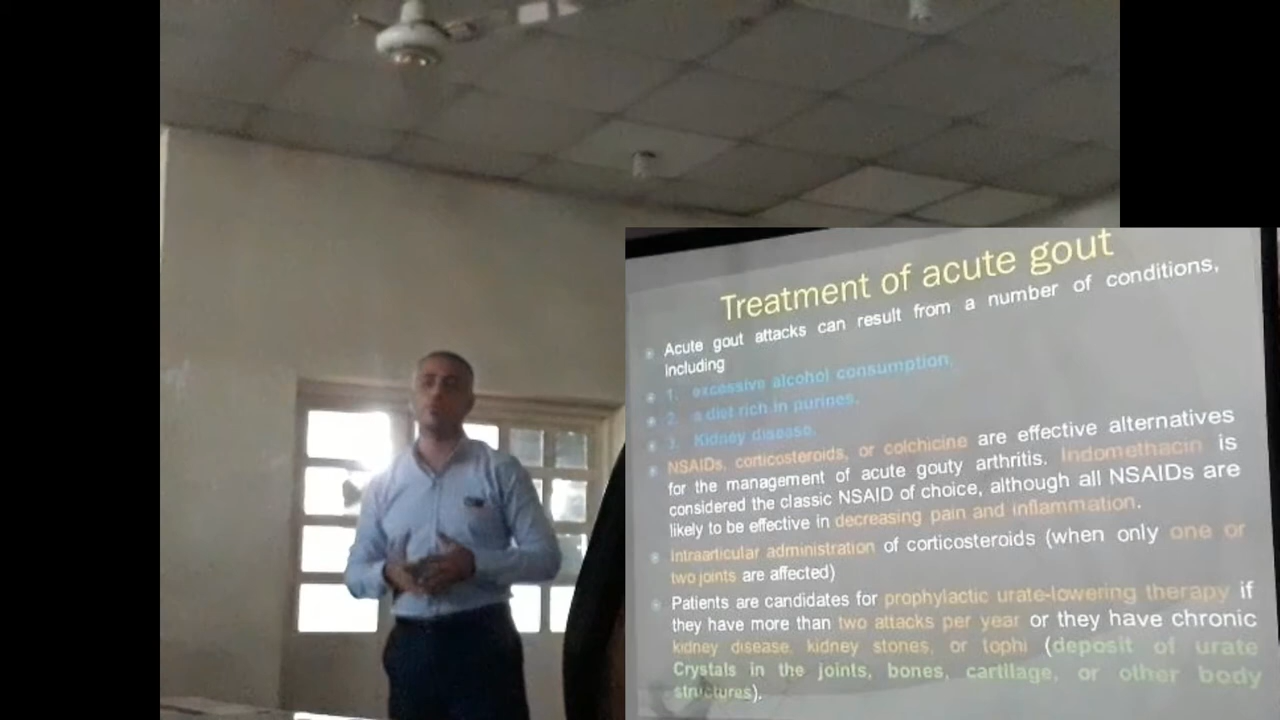 Treatment of acute gout
Acute gout attacks can result from a number of conditions,
including
1. excessive alcohol consumption,
2. a diet rich in purines,
3. Kidney disease.
NSAIDs, corticosteroids, or colchicine are effective alternatives
for the management of acute gouty arthritis. Indomethacin is
considered the classic NSAID of choice, although all NSAIDs are
likely to be effective in decreasing pain and inflammation.
Intraarticular administration of corticosteroids (when only one or
two joints are affected)
Patients are candidates for prophylactic urate-lowering therapy if
they have more than two attacks per year or they have chronic
kidney disease, kidney stones, or tophi (deposit of urate
Crystals in the joints, bones, cartilage, or other body
structures).